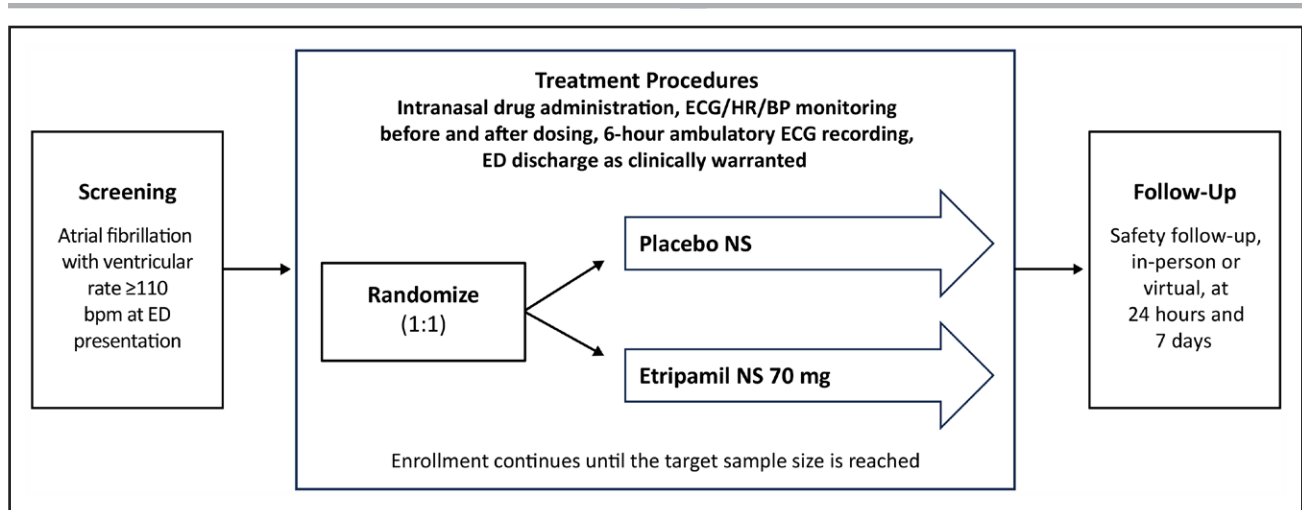 Screening
Atrial fibrillation
with ventricular
rate ≥110
bpm at ED
presentation
Treatment Procedures
Intranasal drug administration, ECG/HR/BP monitoring
before and after dosing, 6-hour ambulatory ECG recording,
ED discharge as clinically warranted
Randomize
(1:1)
Placebo NS
Etripamil NS 70 mg
Enrollment continues until the target sample size is reached
Follow-Up
Safety follow-up,
in-person or
virtual, at
24 hours and
7 days